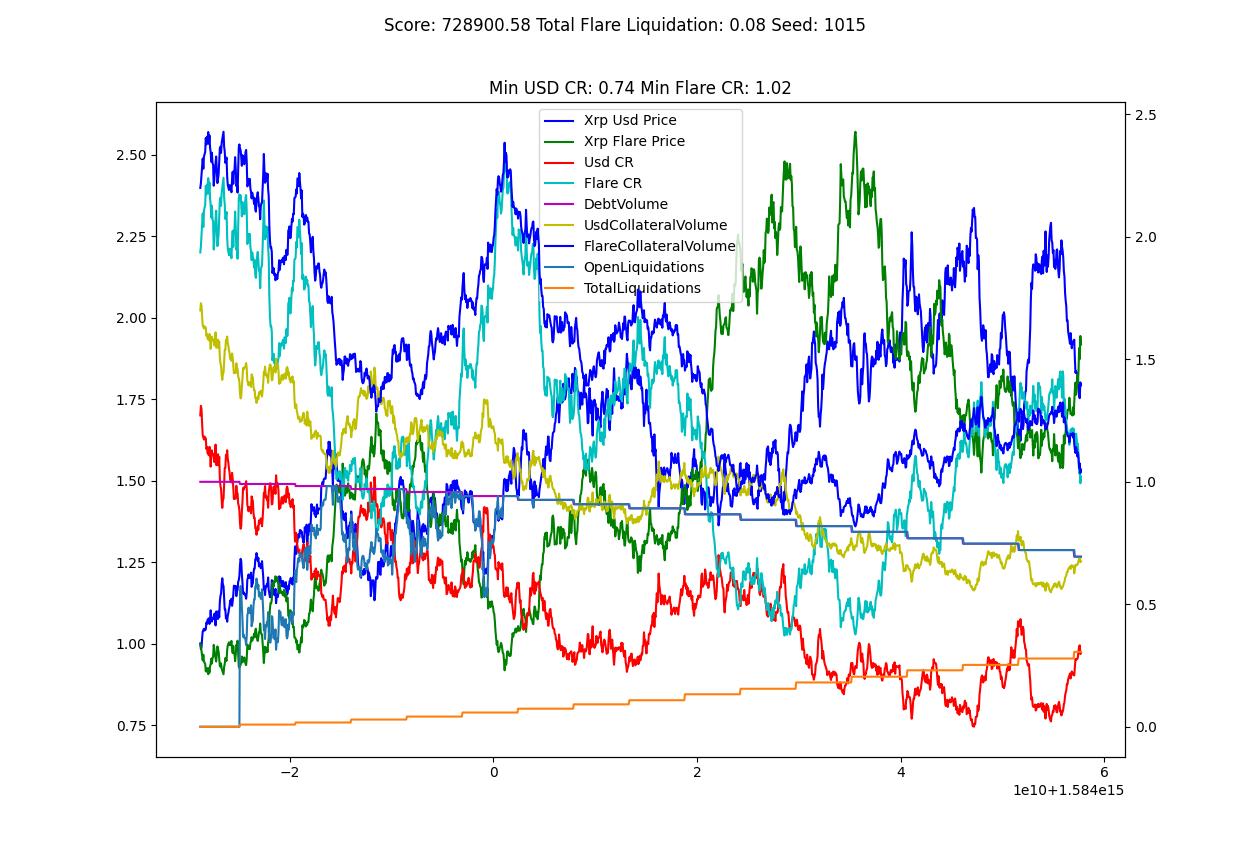 Score: 728900.58 Total Flare Liquidation: 0.08 Seed: 1015
Min USD CR: 0.74 Min Flare CR: 1.02
Xrp Usd Price
Xrp Flare Price
Usd CR
Flare CR
DebtVolume
UsdCollateralVolume
FlareCollateralVolume
OpenLiquidations
TotalLiquidations
2.50
2.25
2.00
1.75
1.50
1.25
1.00
0.75
2.5
2.0
1.5
1.0
0.5
0.0
−2 0 2 4 6
1e10+1.584e15